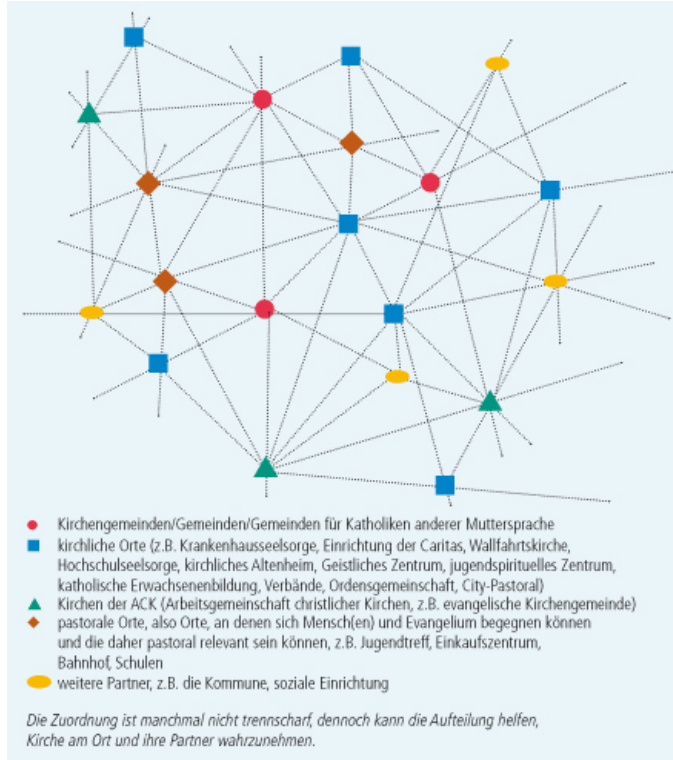 Kirchengemeinden/Gemeinden/Gemeinden für Katholiken anderer Muttersprache
kirchliche Orte (z.B. Krankenhausseelsorge, Einrichtung der Caritas, Wallfahrtskirche,
Hochschulseelsorge, kirchliches Altenheim, Geistliches Zentrum, jugendspirituelles Zentrum,
katholische Erwachsenenbildung, Verbände, Ordensgemeinschaft, City-Pastoral)
Kirchen der ACK (Arbeitsgemeinschaft christlicher Kirchen, z.B. evangelische Kirchengemeinde)
pastorale Orte, also Orte, an denen sich Mensch(en) und Evangelium begegnen können
und die daher pastoral relevant sein können, z.B. Jugendtreff, Einkaufszentrum,
Bahnhof, Schulen
weitere Partner, z.B. die Kommune, soziale Einrichtung
Die Zuordnung ist manchmal nicht trennscharf, dennoch kann die Aufteilung helfen,
Kirche am Ort und ihre Partner wahrzunehmen.